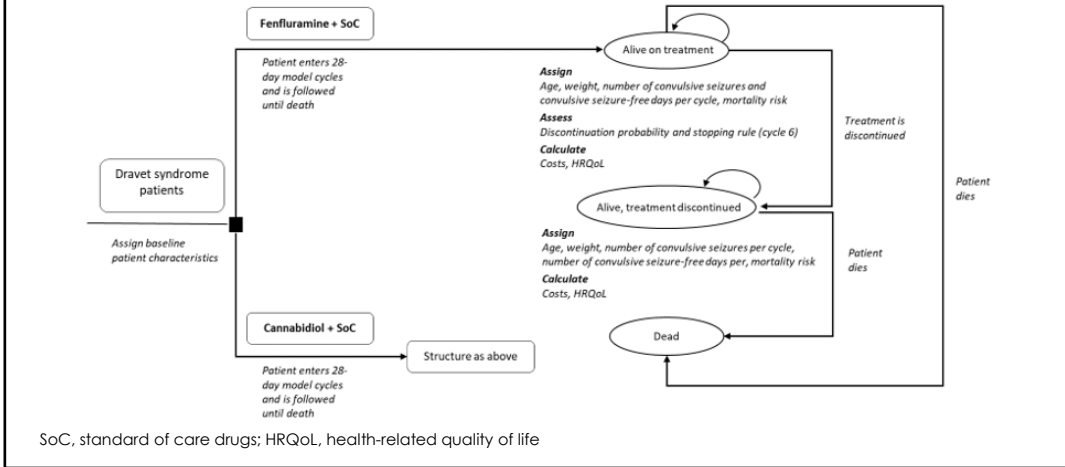 Fenfluramine + SoC
Patient enters 28-
day model cycles
and is followed
until death
Alive on treatment
Assign
Age, weight, number of convulsive seizures and
convulsive seizure-free days per cycle, mortality risk
Assess
Discontinuation probability and stopping rule (cycle 6)
Calculate
Costs, HRQoL
Treatment is
discontinued
Patient
dies
Dravet syndrome
patients
Assign baseline
patient characteristics
Alive, treatment discontinued
Assign
Age, weight, number of convulsive seizures per cycle,
number of convulsive seizure-free days per, mortality risk
Calculate
Costs, HRQoL
Patient
dies
Cannabidiol + SoC
Structure as above
Patient enters 28-
day model cycles
and is followed
until death
Dead
SoC, standard of care drugs; HRQoL, health-related quality of life